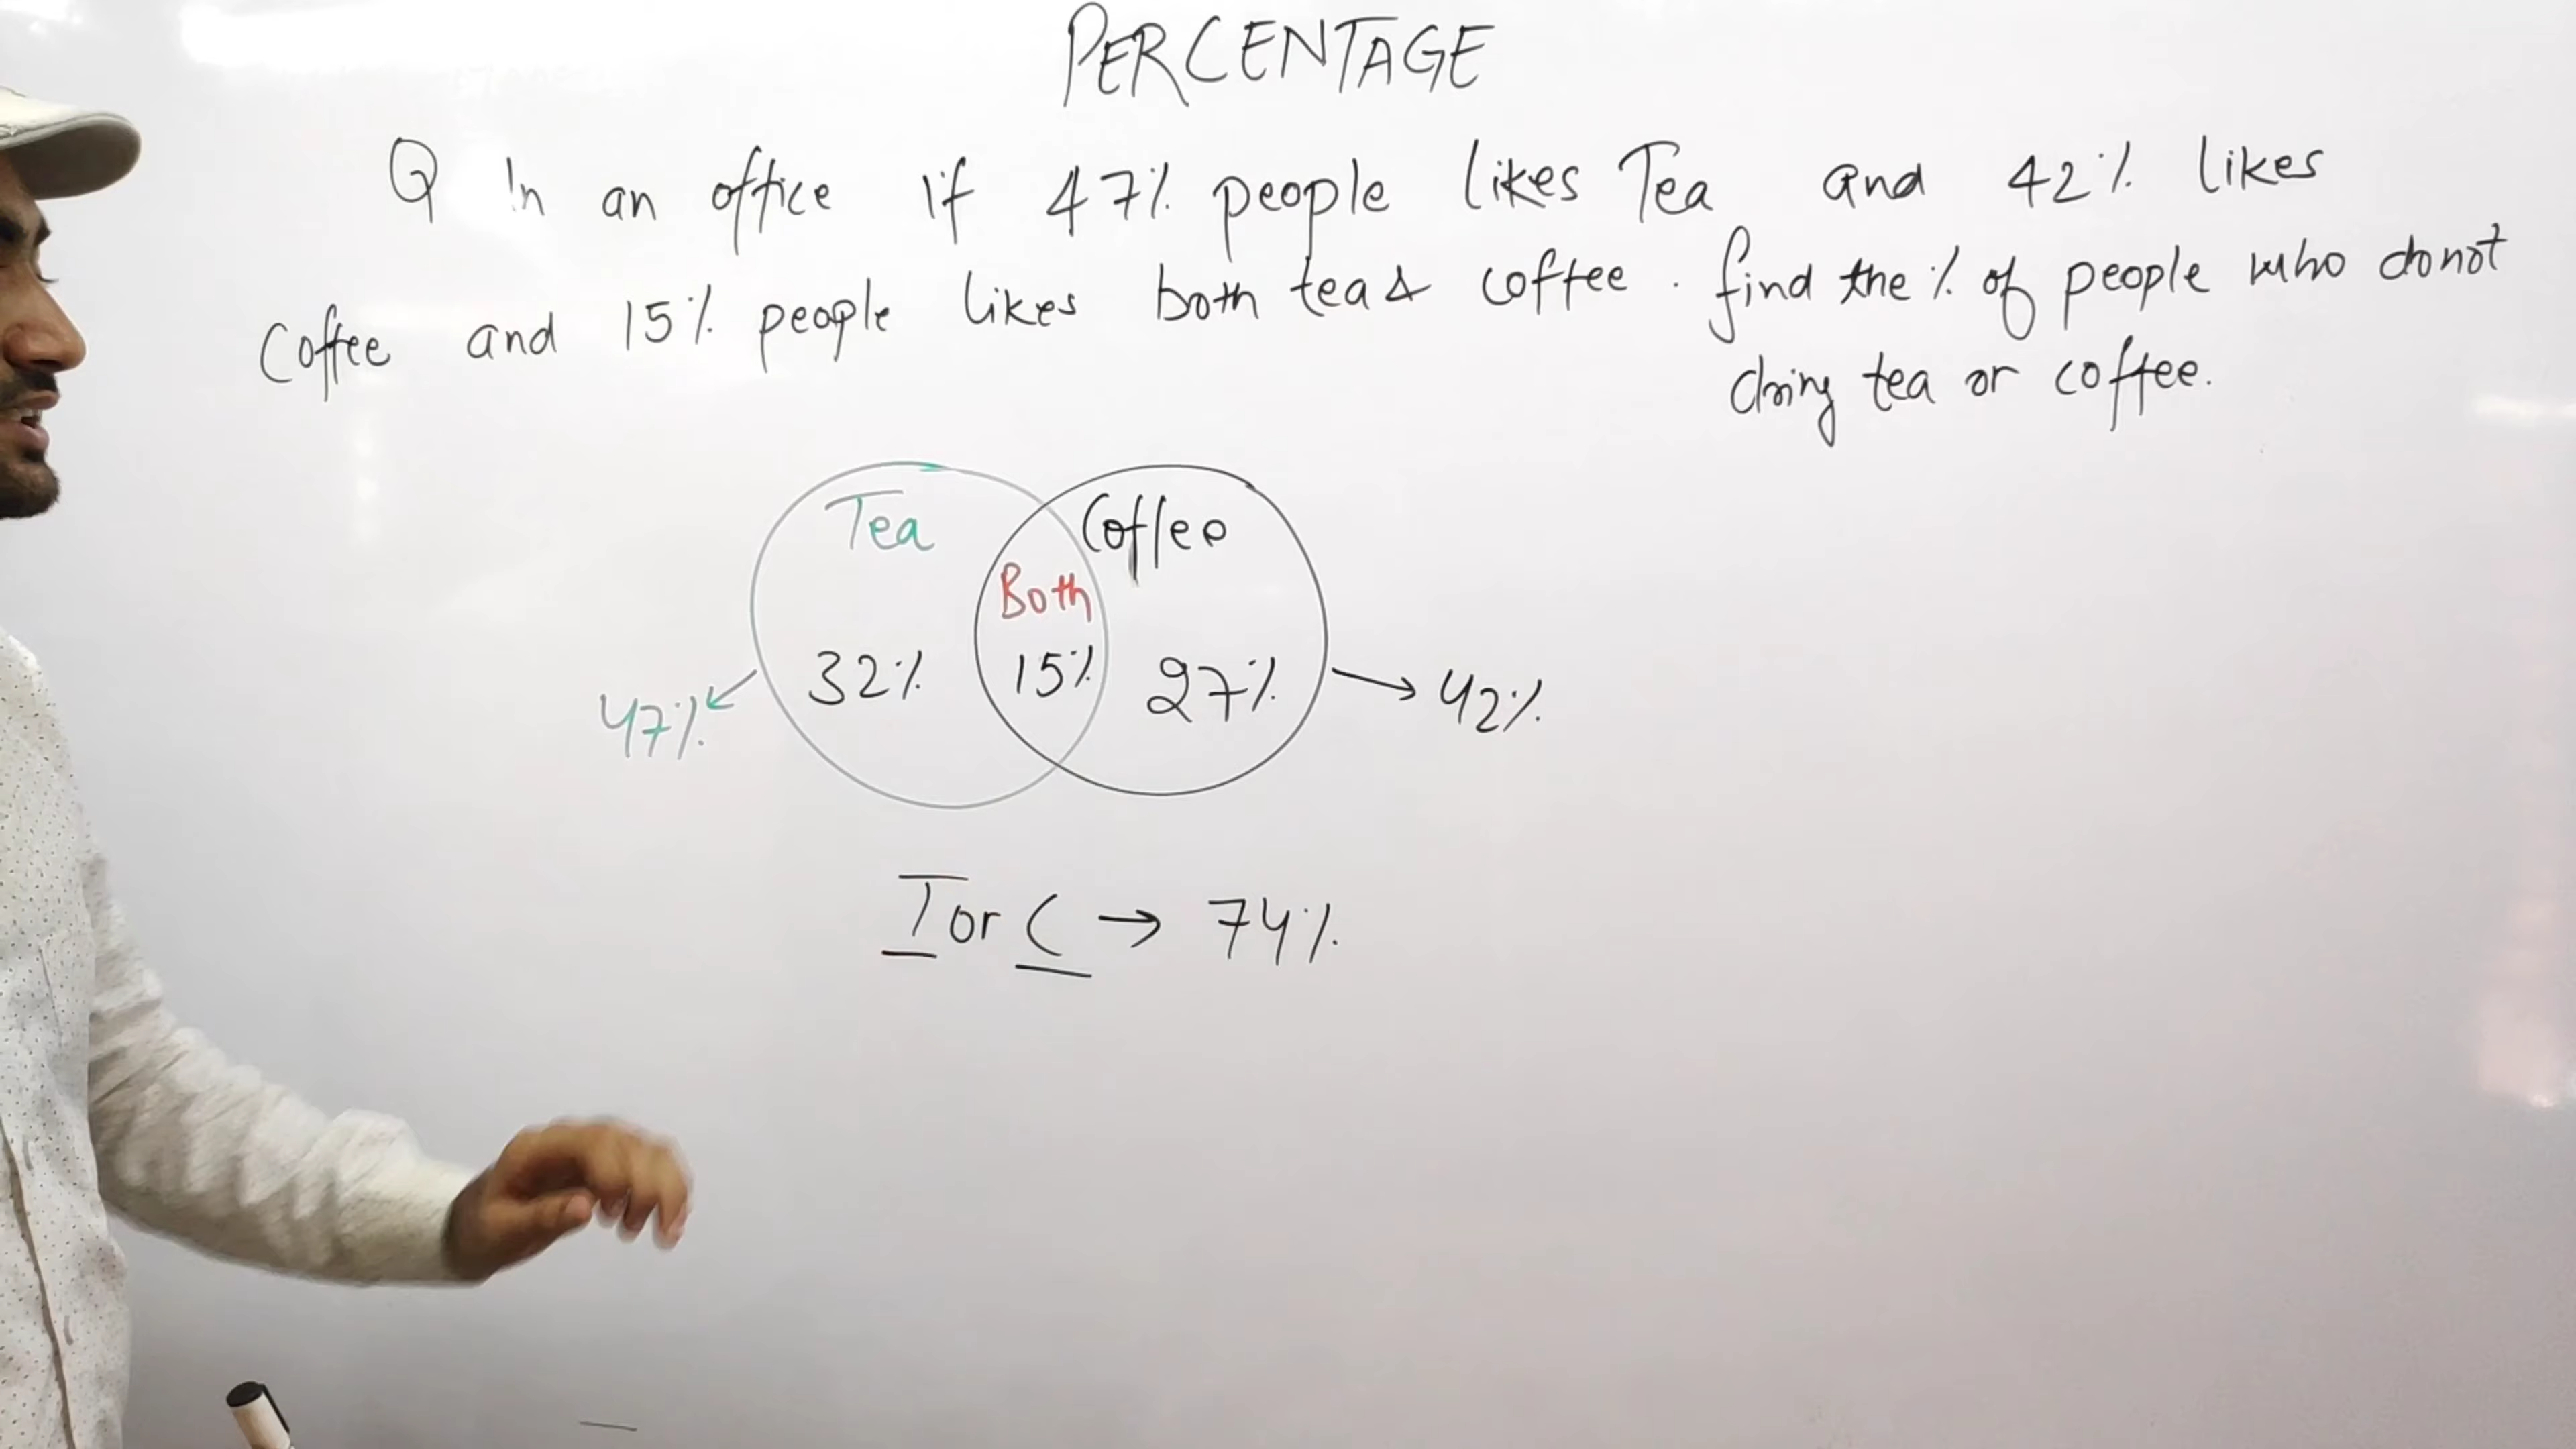 PERCENTAGE
Q In an office if 47% people likes Tea and 42% likes
Coffee and 15% people likes both tea & coffee. find the % of people who donot
dring tea or coffee.
Tea Coffee
Both
32% 15% 27%
47% 42%
T or C → 74%